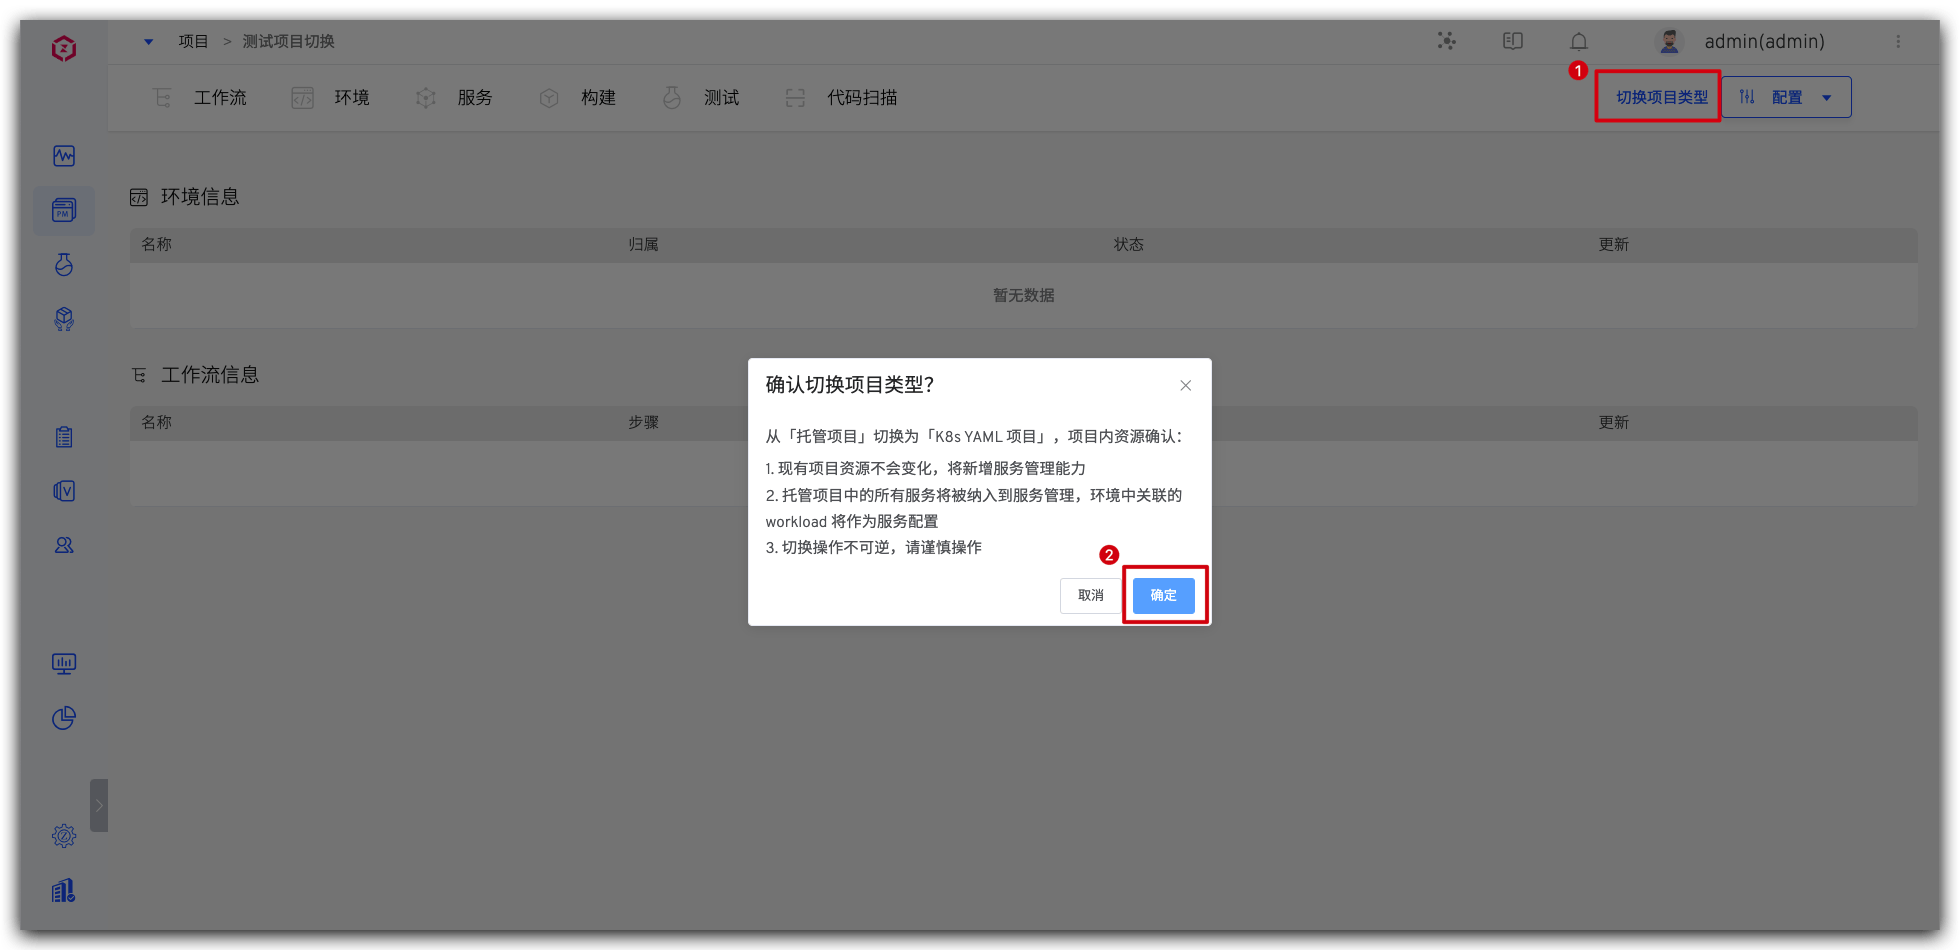 项目 > 测试项目切换
admin(admin)
1
工作流 环境 服务 构建 测试 代码扫描 切换项目类型 配置
PM
环境信息
名称 归属 状态 更新
暂无数据
工作流信息
名称 步骤 更新
确认切换项目类型?
从「托管项目」切换为「K8s YAML 项目」，项目内资源确认：
1. 现有项目资源不会变化，将新增服务管理能力
2. 托管项目中的所有服务将被纳入到服务管理，环境中关联的
workload 将作为服务配置
3. 切换操作不可逆，请谨慎操作
2
取消 确定